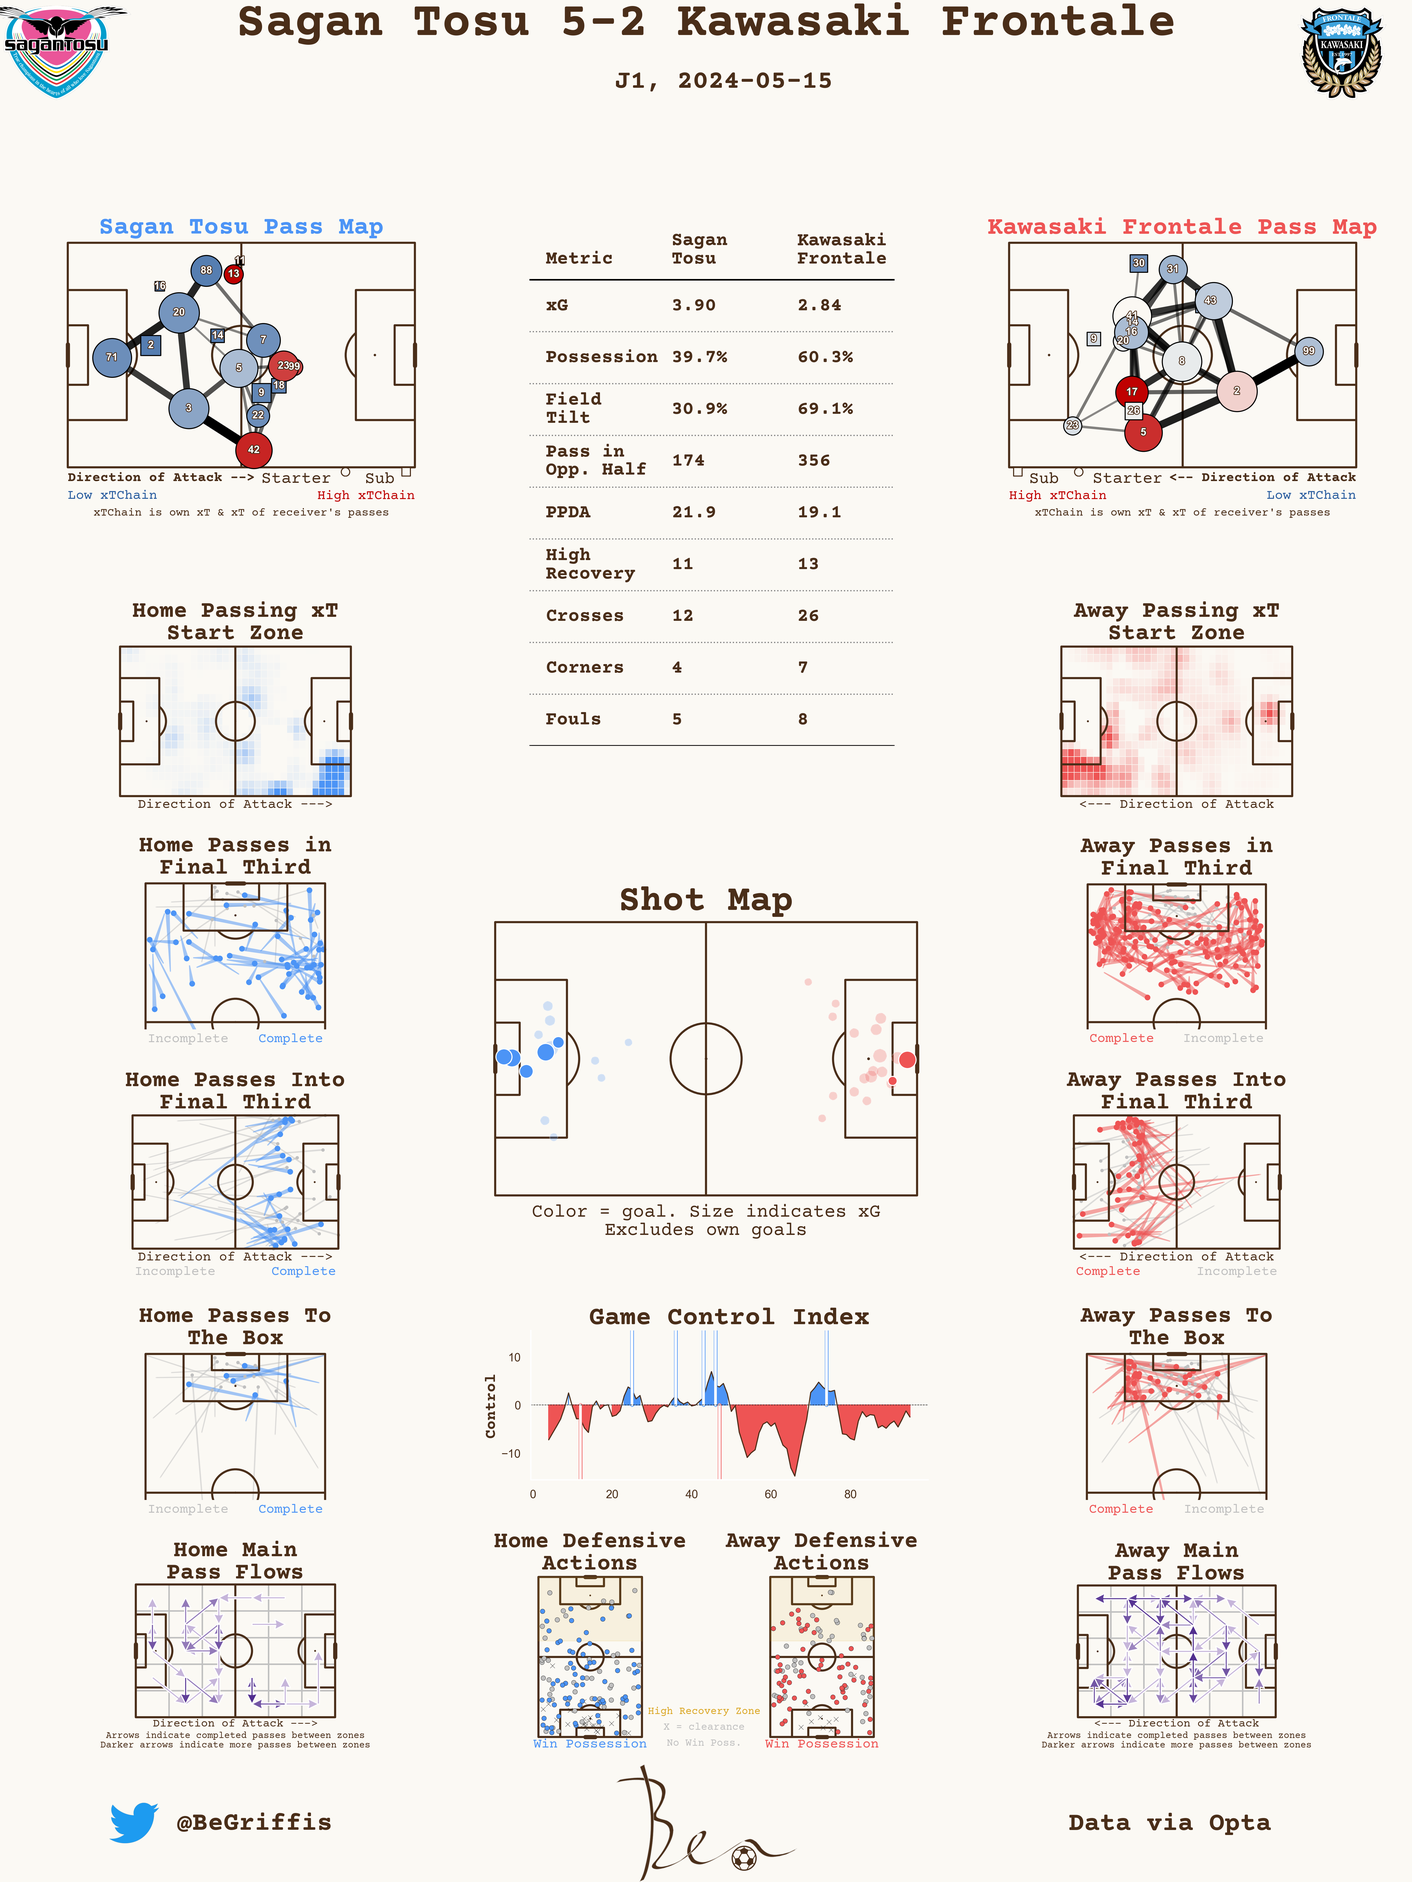 Sagan Tosu 5-2 Kawasaki Frontale
J1, 2024-05-15
saganTosu
FRONTALE
KAWASAKI
Sagan Tosu Pass Map
11
88
13
16
20
14
7
2
71
5
23
99
18
9
3
22
42
Direction of Attack --> Starter Sub
Low xTChain High xTChain
xTChain is own xT & xT of receiver's passes
Metric Sagan Tosu Kawasaki Frontale
xG 3.90 2.84
Possession 39.7% 60.3%
Field Tilt 30.9% 69.1%
Pass in Opp. Half 174 356
PPDA 21.9 19.1
High Recovery 11 13
Crosses 12 26
Corners 4 7
Fouls 5 8
Kawasaki Frontale Pass Map
30
31
43
41
14
16
9
20
99
8
17
2
26
23
5
Sub Starter <-- Direction of Attack
High xTChain Low xTChain
xTChain is own xT & xT of receiver's passes
Home Passing xT
Start Zone
Direction of Attack --->
Away Passing xT
Start Zone
<--- Direction of Attack
Home Passes in
Final Third
Incomplete Complete
Away Passes in
Final Third
Complete Incomplete
Shot Map
Color = goal. Size indicates xG
Excludes own goals
Home Passes Into
Final Third
Direction of Attack --->
Incomplete Complete
Away Passes Into
Final Third
<--- Direction of Attack
Complete Incomplete
Home Passes To
The Box
Incomplete Complete
Game Control Index
Control
10
0
−10
0 20 40 60 80
Away Passes To
The Box
Complete Incomplete
Home Main
Pass Flows
Direction of Attack --->
Arrows indicate completed passes between zones
Darker arrows indicate more passes between zones
Home Defensive
Actions
Win Possession
High Recovery Zone
X = clearance
No Win Poss.
Away Defensive
Actions
Win Possession
Away Main
Pass Flows
<--- Direction of Attack
Arrows indicate completed passes between zones
Darker arrows indicate more passes between zones
@BeGriffis
Ben
Data via Opta